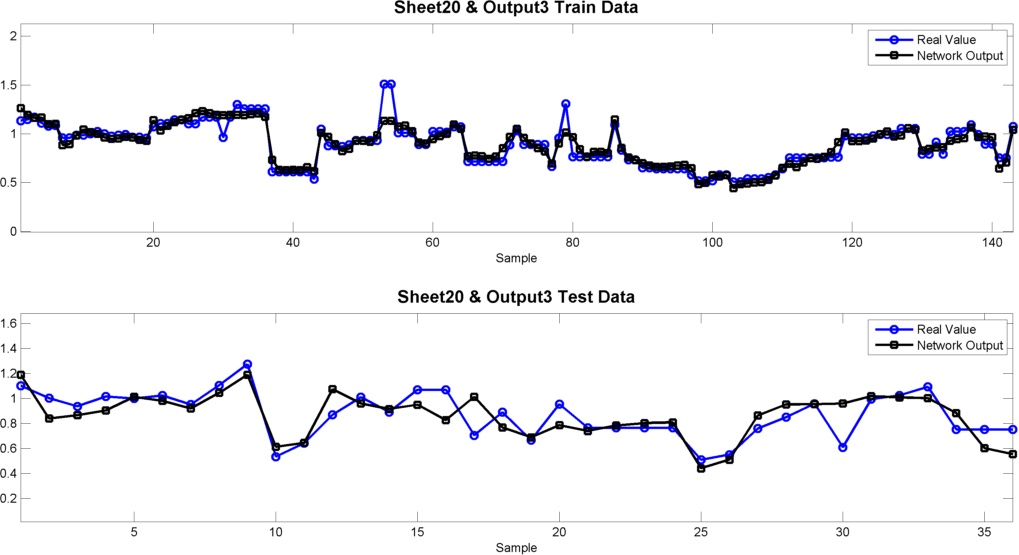 Sheet20 & Output3 Train Data
2
1.5
1
0.5
0
Real Value
Network Output
20 40 60 80 100 120 140
Sample
Sheet20 & Output3 Test Data
1.6
1.4
1.2
1
0.8
0.6
0.4
0.2
Real Value
Network Output
5 10 15 20 25 30 35
Sample